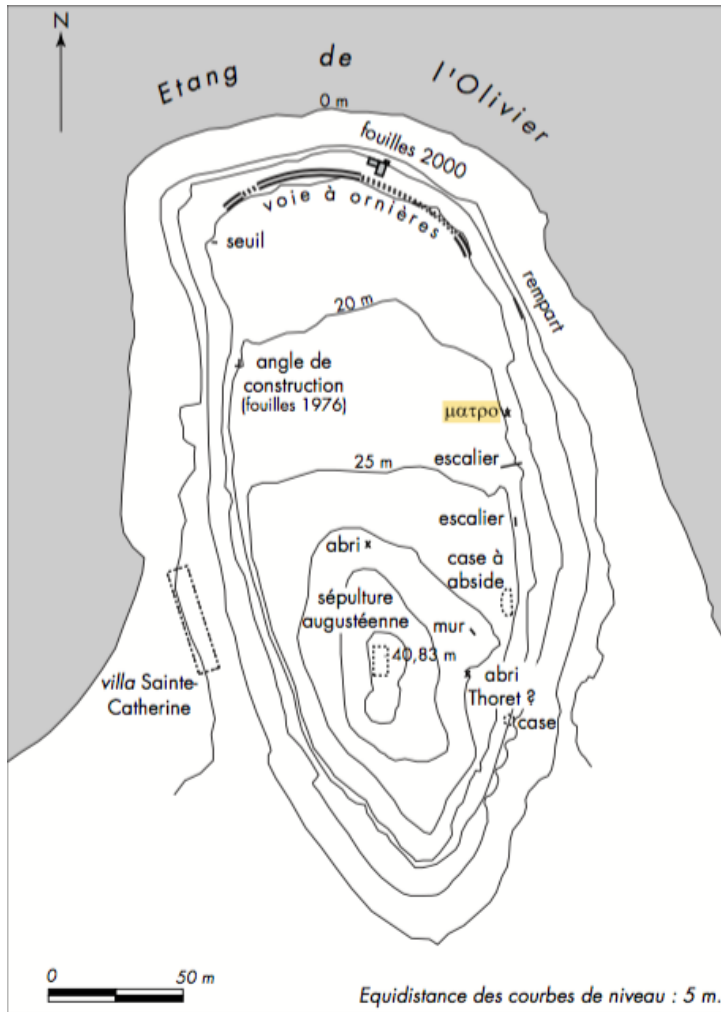 N
Etang de l'Olivier
0 m
fouilles 2000
voie à ornières
seuil
rempart
20 m
angle de
construction
(fouilles 1976)
ματρο
escalier
25 m
escalier
abri
case à
abside
sépulture
augustéenne
mur
40,83 m
abri
Thoret ?
case
villa Sainte-
Catherine
0 50 m
Equidistance des courbes de niveau : 5 m.